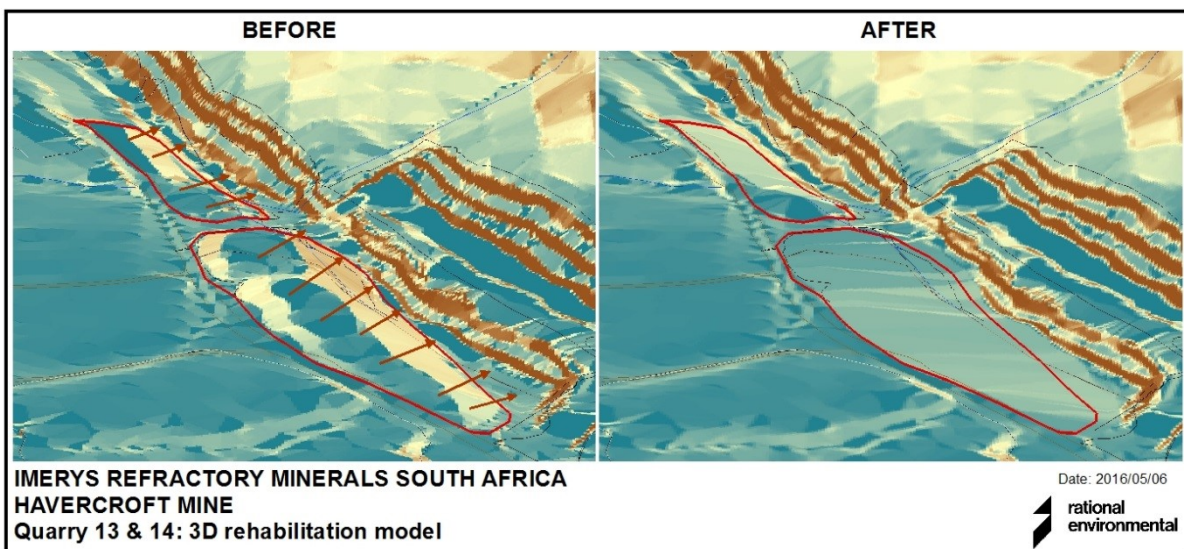 BEFORE
AFTER
IMERYS REFRACTORY MINERALS SOUTH AFRICA
HAVERCROFT MINE
Quarry 13 & 14: 3D rehabilitation model
Date: 2016/05/06
rational
environmental